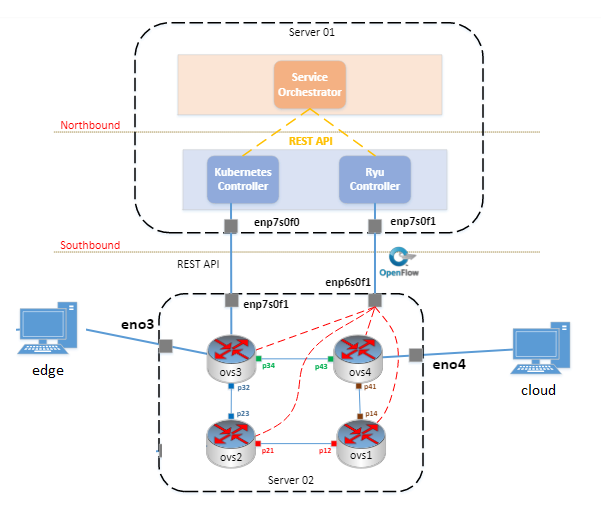 Server 01
Service
Orchestrator
Northbound
REST API
Kubernetes
Controller
Ryu
Controller
enp7s0f0
enp7s0f1
Southbound
REST API
OpenFlow
enp6s0f1
enp7s0f1
eno3
edge
ovs3
p34
p43
ovs4
eno4
cloud
p32
p41
p23
p14
ovs2
p21
p12
ovs1
Server 02